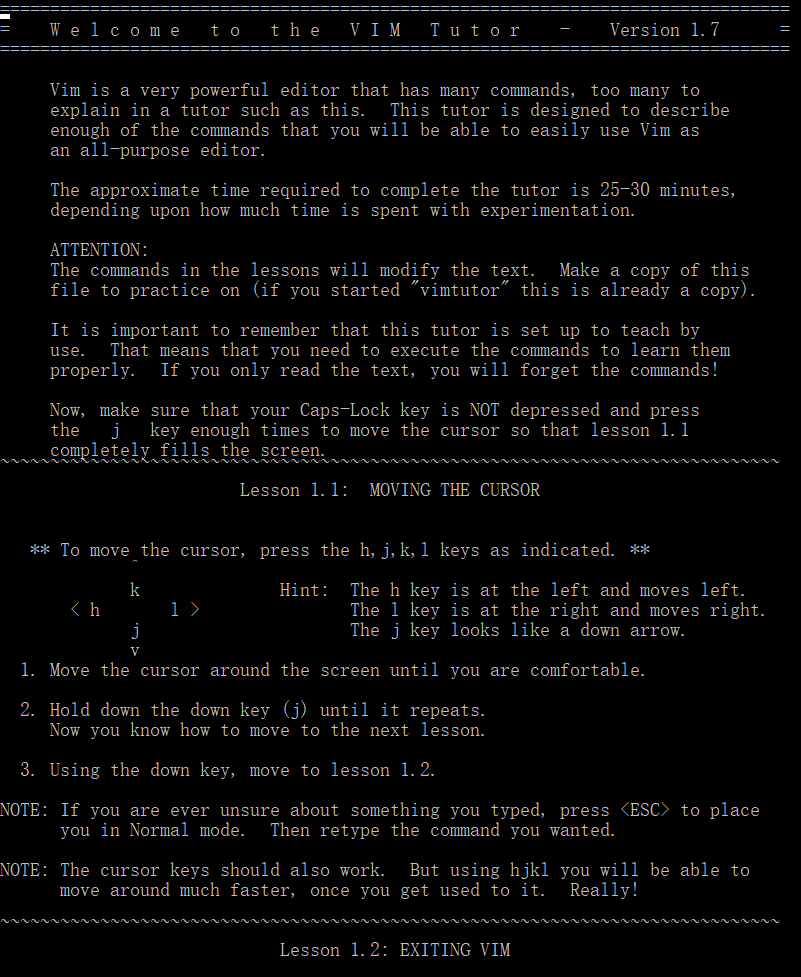 ===============================================================================
=    W e l c o m e   t o   t h e   V I M   T u t o r    -    Version 1.7      =
===============================================================================
     Vim is a very powerful editor that has many commands, too many to
     explain in a tutor such as this.  This tutor is designed to describe
     enough of the commands that you will be able to easily use Vim as
     an all-purpose editor.
     The approximate time required to complete the tutor is 25-30 minutes,
     depending upon how much time is spent with experimentation.
     ATTENTION:
     The commands in the lessons will modify the text.  Make a copy of this
     file to practice on (if you started "vimtutor" this is already a copy).
     It is important to remember that this tutor is set up to teach by
     use.  That means that you need to execute the commands to learn them
     properly.  If you only read the text, you will forget the commands!
     Now, make sure that your Caps-Lock key is NOT depressed and press
     the   j   key enough times to move the cursor so that lesson 1.1
     completely fills the screen.
~~~~~~~~~~~~~~~~~~~~~~~~~~~~~~~~~~~~~~~~~~~~~~~~~~~~~~~~~~~~~~~~~~~~~~~~~~~~~~
                        Lesson 1.1:  MOVING THE CURSOR
   ** To move the cursor, press the h,j,k,l keys as indicated. **
             ^
             k              Hint:  The h key is at the left and moves left.
       < h       l >               The l key is at the right and moves right.
             j                     The j key looks like a down arrow.
             v
  1. Move the cursor around the screen until you are comfortable.
  2. Hold down the down key (j) until it repeats.
     Now you know how to move to the next lesson.
  3. Using the down key, move to lesson 1.2.
NOTE: If you are ever unsure about something you typed, press <ESC> to place
      you in Normal mode.  Then retype the command you wanted.
NOTE: The cursor keys should also work.  But using hjkl you will be able to
      move around much faster, once you get used to it.  Really!
~~~~~~~~~~~~~~~~~~~~~~~~~~~~~~~~~~~~~~~~~~~~~~~~~~~~~~~~~~~~~~~~~~~~~~~~~~~~~~
                            Lesson 1.2: EXITING VIM